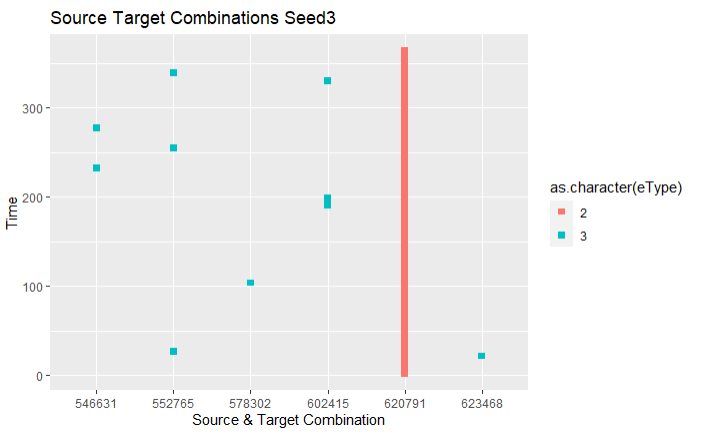 Source Target Combinations Seed3
Time
300
200
100
0
546631 552765 578302 602415 620791 623468
Source & Target Combination
as.character(eType)
2
3